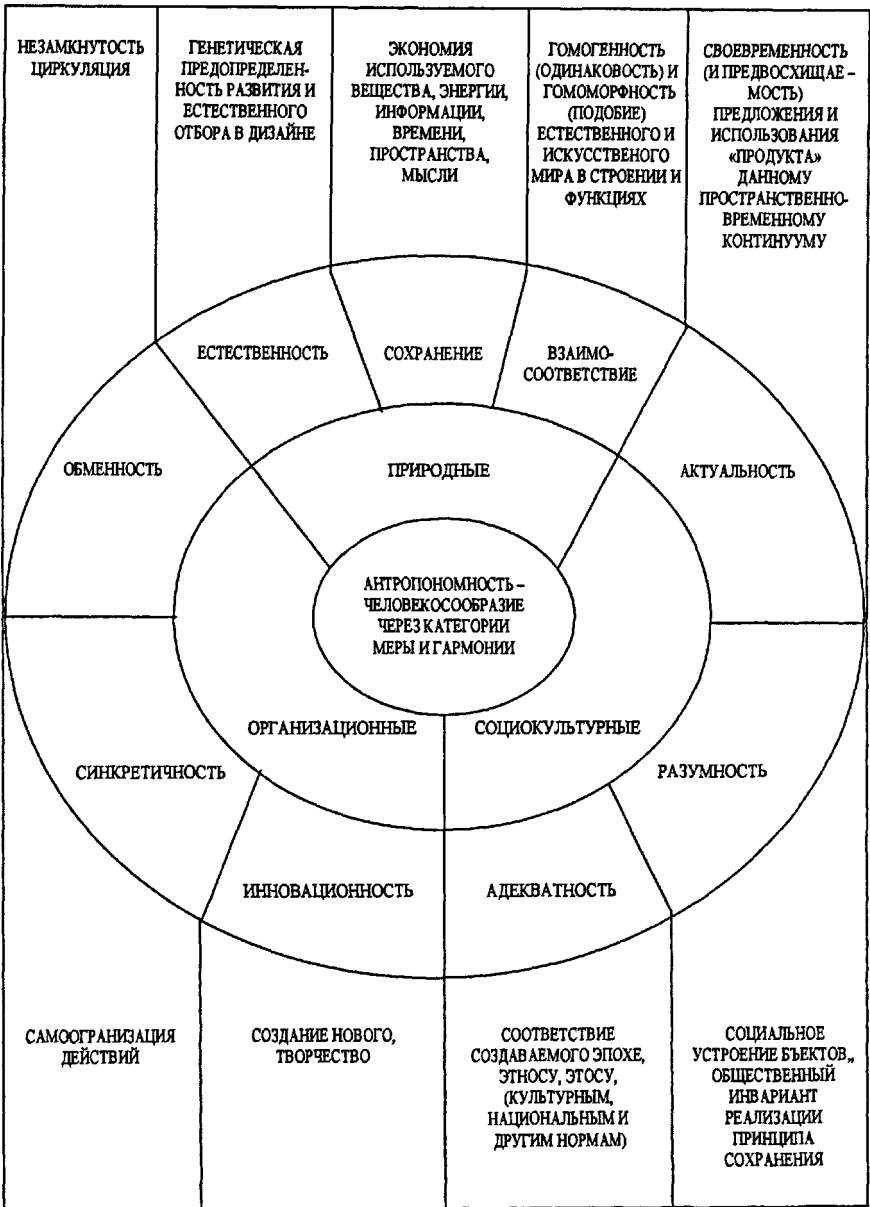 НЕЗАМКНУТОСТЬ
ЦИРКУЛЯЦИЯ
ГЕНЕТИЧЕСКАЯ
ПРЕДОПРЕДЕЛЕН-
НОСТЬ РАЗВИТИЯ И
ЕСТЕСТВЕННОГО
ОТБОРА В ДИЗАЙНЕ
ЭКОНОМИЯ
ИСПОЛЬЗУЕМОГО
ВЕЩЕСТВА, ЭНЕРГИИ,
ИНФОРМАЦИИ,
ВРЕМЕНИ,
ПРОСТРАНСТВА,
МЫСЛИ
ГОМОГЕННОСТЬ
(ОДИНАКОВОСТЬ) И
ГОМОМОРФНОСТЬ
(ПОДОБИЕ)
ЕСТЕСТВЕННОГО И
ИСКУССТВЕНОГО
МИРА В СТРОЕНИИ И
ФУНКЦИЯХ
СВОЕВРЕМЕННОСТЬ
(И ПРЕДВОСХИЩАЕ –
МОСТЬ)
ПРЕДЛОЖЕНИЯ И
ИСПОЛЬЗОВАНИЯ
«ПРОДУКТА»
ДАННОМУ
ПРОСТРАНСТВЕННО-
ВРЕМЕННОМУ
КОНТИНУУМУ
ЕСТЕСТВЕННОСТЬ
СОХРАНЕНИЕ
ВЗАИМО-
СООТВЕТСТВИЕ
ОБМЕННОСТЬ
ПРИРОДНЫЕ
АКТУАЛЬНОСТЬ
АНТРОПОНОМНОСТЬ –
ЧЕЛОВЕКОСООБРАЗИЕ
ЧЕРЕЗ КАТЕГОРИИ
МЕРЫ И ГАРМОНИИ
ОРГАНИЗАЦИОННЫЕ
СОЦИОКУЛЬТУРНЫЕ
СИНКРЕТИЧНОСТЬ
РАЗУМНОСТЬ
ИННОВАЦИОННОСТЬ
АДЕКВАТНОСТЬ
САМООГРАНИЗАЦИЯ
ДЕЙСТВИЙ
СОЗДАНИЕ НОВОГО,
ТВОРЧЕСТВО
СООТВЕТСТВИЕ
СОЗДАВАЕМОГО ЭПОХЕ,
ЭТНОСУ, ЭТОСУ,
(КУЛЬТУРНЫМ,
НАЦИОНАЛЬНЫМ И
ДРУГИМ НОРМАМ)
СОЦИАЛЬНОЕ
УСТРОЕНИЕ БЪЕКТОВ,,
ОБЩЕСТВЕННЫЙ
ИНВАРИАНТ
РЕАЛИЗАЦИИ
ПРИНЦИПА
СОХРАНЕНИЯ